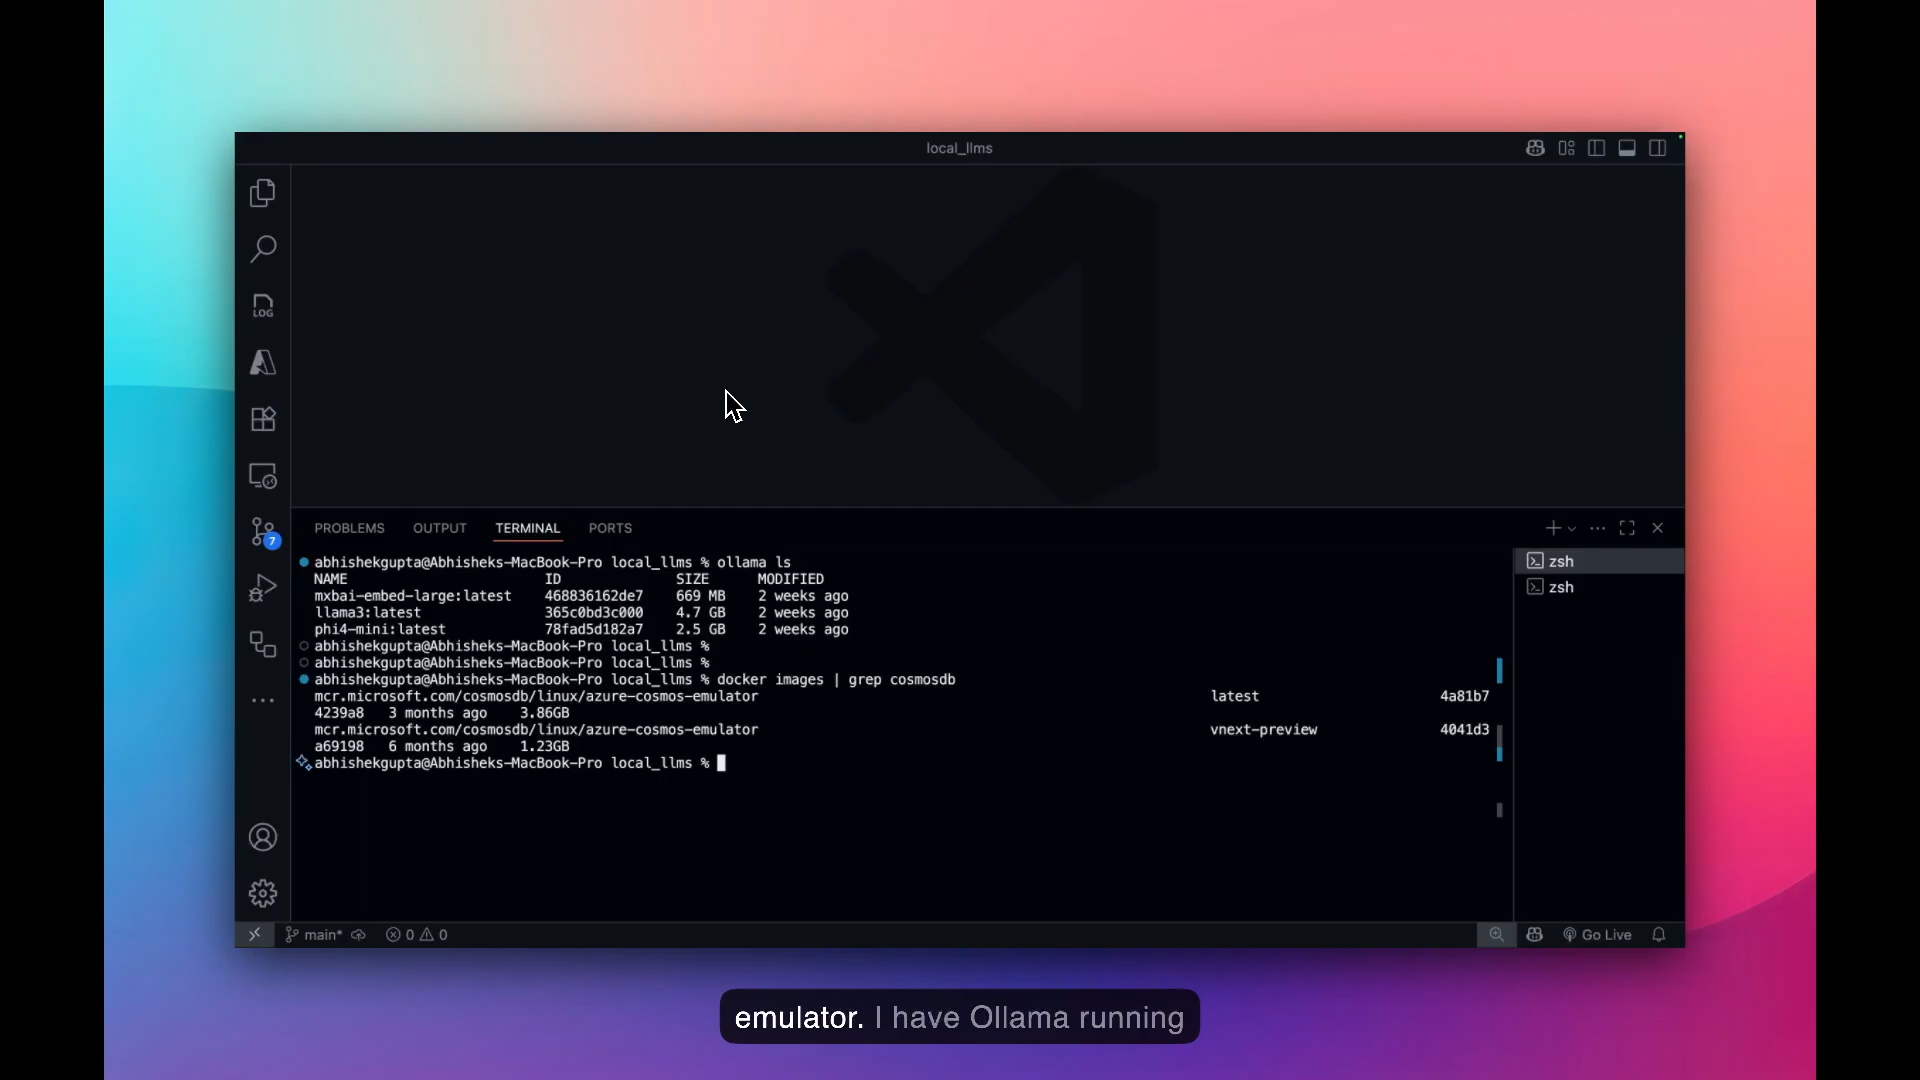 local_llms
LOG
PROBLEMS OUTPUT TERMINAL PORTS
abhishekgupta@Abhisheks-MacBook-Pro local_llms % ollama ls
NAME ID SIZE MODIFIED
mxbai-embed-large:latest 468836162de7 669 MB 2 weeks ago
llama3:latest 365c0bd3c000 4.7 GB 2 weeks ago
phi4-mini:latest 78fad5d182a7 2.5 GB 2 weeks ago
abhishekgupta@Abhisheks-MacBook-Pro local_llms %
abhishekgupta@Abhisheks-MacBook-Pro local_llms %
abhishekgupta@Abhisheks-MacBook-Pro local_llms % docker images | grep cosmosdb
mcr.microsoft.com/cosmosdb/linux/azure-cosmos-emulator latest 4a81b7
4239a8 3 months ago 3.86GB
mcr.microsoft.com/cosmosdb/linux/azure-cosmos-emulator vnext-preview 4041d3
a69198 6 months ago 1.23GB
abhishekgupta@Abhisheks-MacBook-Pro local_llms %
zsh
zsh
7
main* 0 0 Go Live
emulator. I have Ollama running